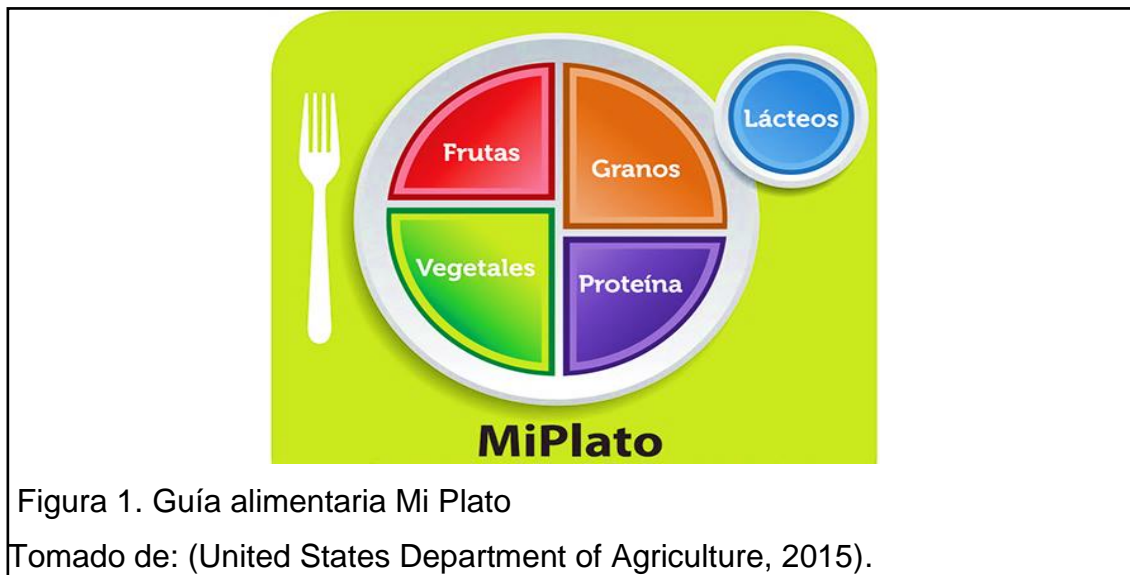 Frutas
Granos
Lácteos
Vegetales
Proteína
MiPlato
Figura 1. Guía alimentaria Mi Plato
Tomado de: (United States Department of Agriculture, 2015).